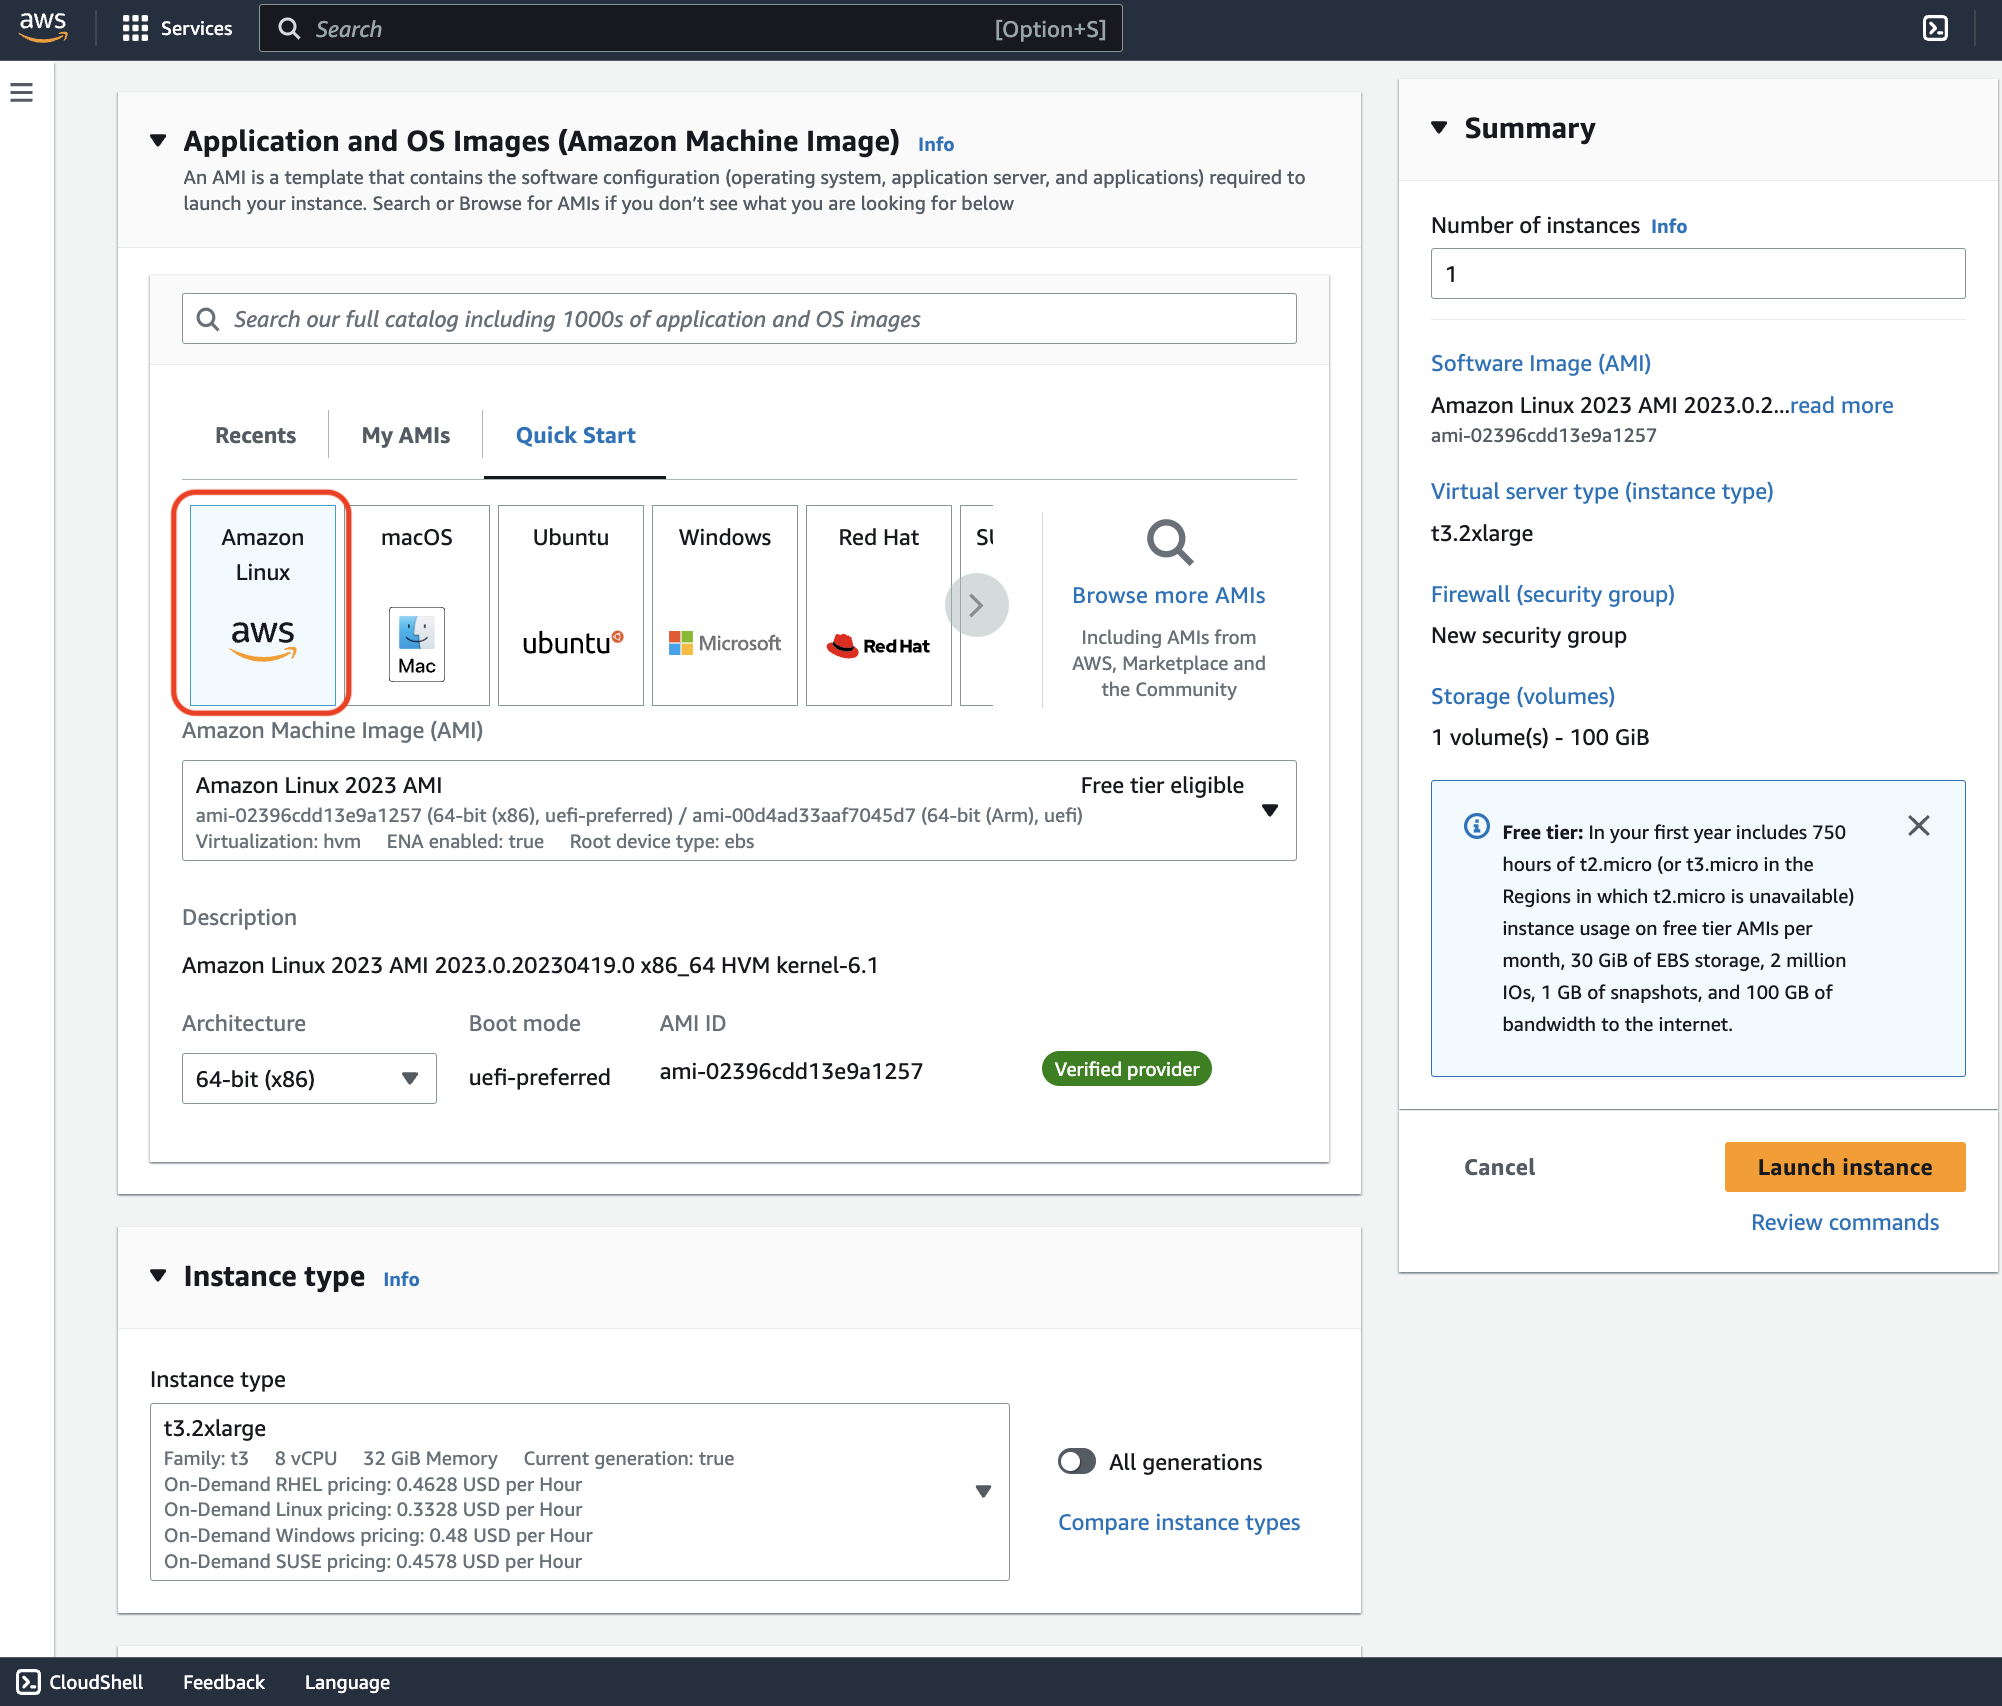 aws
Services
Search
[Option+S]
Application and OS Images (Amazon Machine Image) Info
An AMI is a template that contains the software configuration (operating system, application server, and applications) required to
launch your instance. Search or Browse for AMIs if you don’t see what you are looking for below
Search our full catalog including 1000s of application and OS images
Recents
My AMIs
Quick Start
Amazon
Linux
aws
macOS
Mac
Ubuntu
ubuntu
Windows
Microsoft
Red Hat
Red Hat
Browse more AMIs
Including AMIs from
AWS, Marketplace and
the Community
Amazon Machine Image (AMI)
Amazon Linux 2023 AMI
Free tier eligible
ami-02396cdd13e9a1257 (64-bit (x86), uefi-preferred) / ami-00d4ad33aaf7045d7 (64-bit (Arm), uefi)
Virtualization: hvm ENA enabled: true Root device type: ebs
Description
Amazon Linux 2023 AMI 2023.0.20230419.0 x86_64 HVM kernel-6.1
Architecture
Boot mode
AMI ID
64-bit (x86)
uefi-preferred
ami-02396cdd13e9a1257
Verified provider
Instance type Info
Instance type
t3.2xlarge
Family: t3 8 vCPU 32 GiB Memory Current generation: true
On-Demand RHEL pricing: 0.4628 USD per Hour
On-Demand Linux pricing: 0.3328 USD per Hour
On-Demand Windows pricing: 0.48 USD per Hour
On-Demand SUSE pricing: 0.4578 USD per Hour
All generations
Compare instance types
Summary
Number of instances Info
1
Software Image (AMI)
Amazon Linux 2023 AMI 2023.0.2...read more
ami-02396cdd13e9a1257
Virtual server type (instance type)
t3.2xlarge
Firewall (security group)
New security group
Storage (volumes)
1 volume(s) - 100 GiB
Free tier: In your first year includes 750
hours of t2.micro (or t3.micro in the
Regions in which t2.micro is unavailable)
instance usage on free tier AMIs per
month, 30 GiB of EBS storage, 2 million
IOs, 1 GB of snapshots, and 100 GB of
bandwidth to the internet.
Cancel
Launch instance
Review commands
CloudShell
Feedback
Language